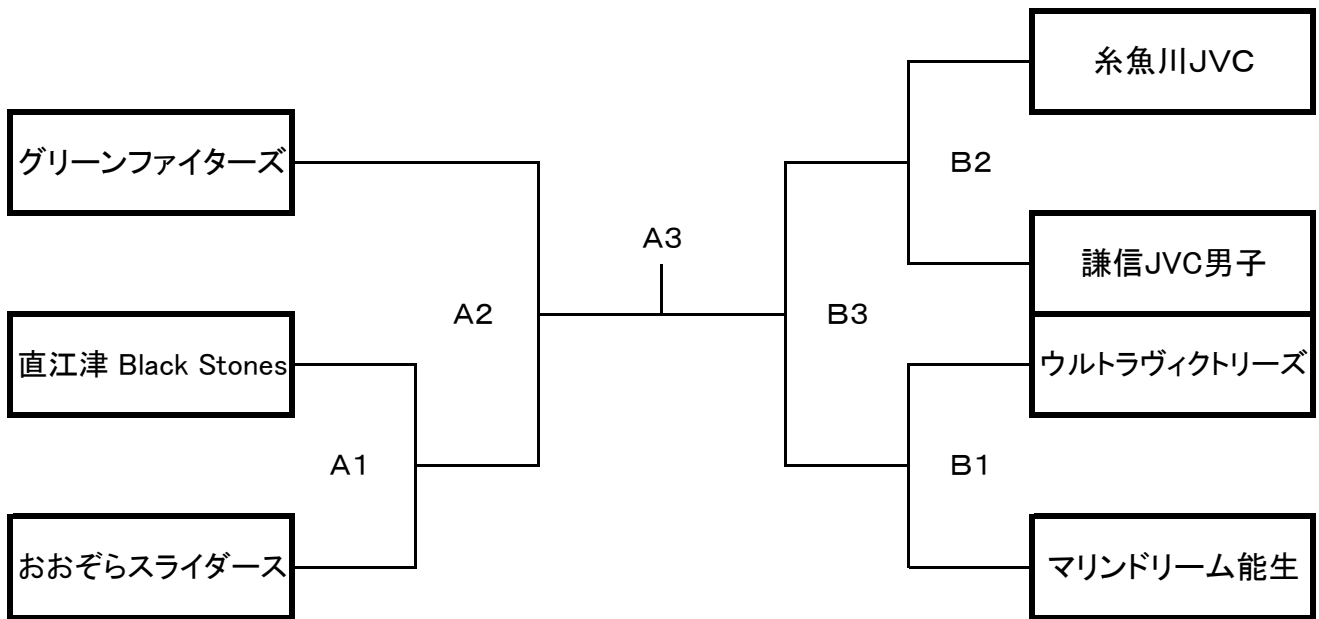 糸魚川JVC
グリーンファイターズ
B2
A3
謙信JVC男子
A2
B3
直江津 Black Stones
ウルトラヴィクトリーズ
A1
B1
おおぞらスライダース
マリンドリーム能生